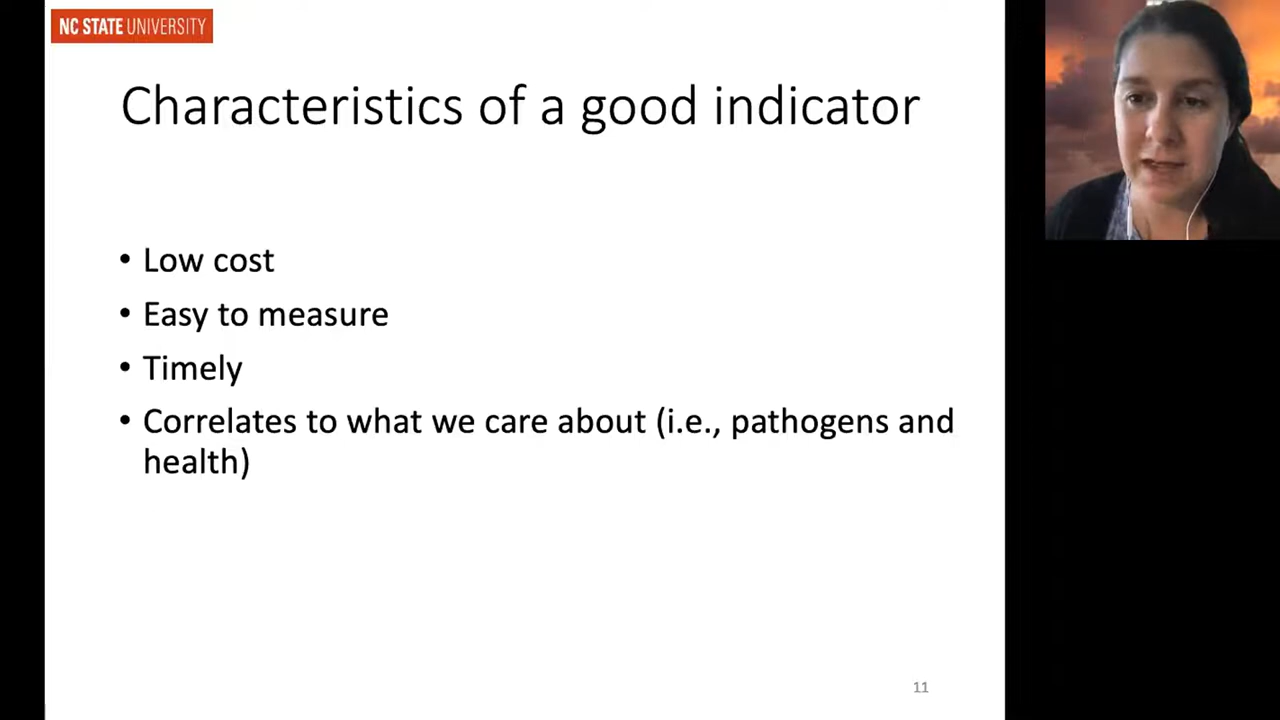 NC STATE UNIVERSITY
Characteristics of a good indicator
• Low cost
• Easy to measure
• Timely
• Correlates to what we care about (i.e., pathogens and
health)
11